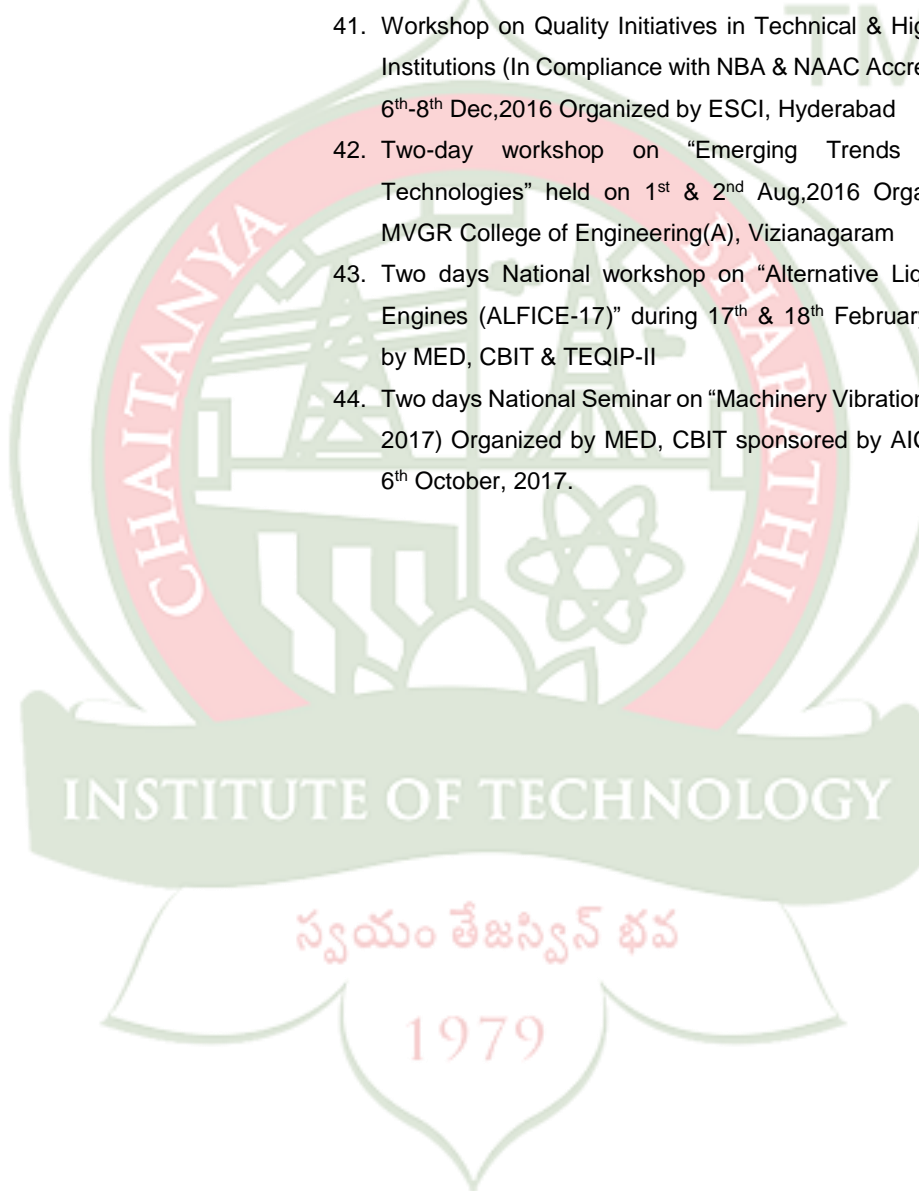 TM
41. Workshop on Quality Initiatives in Technical & Hig
Institutions (In Compliance with NBA & NAAC Accre
6th-8th Dec,2016 Organized by ESCI, Hyderabad
42. Two-day workshop on “Emerging Trends
Technologies” held on 1st & 2nd Aug,2016 Orga
MVGR College of Engineering(A), Vizianagaram
43. Two days National workshop on “Alternative Liq
Engines (ALFICE-17)” during 17th & 18th February
by MED, CBIT & TEQIP-II
44. Two days National Seminar on “Machinery Vibration
2017) Organized by MED, CBIT sponsored by AIC
6th October, 2017.
CHAITANYA BHARATHI
INSTITUTE OF TECHNOLOGY
స్వయం తేజస్విన్ భవ
1979